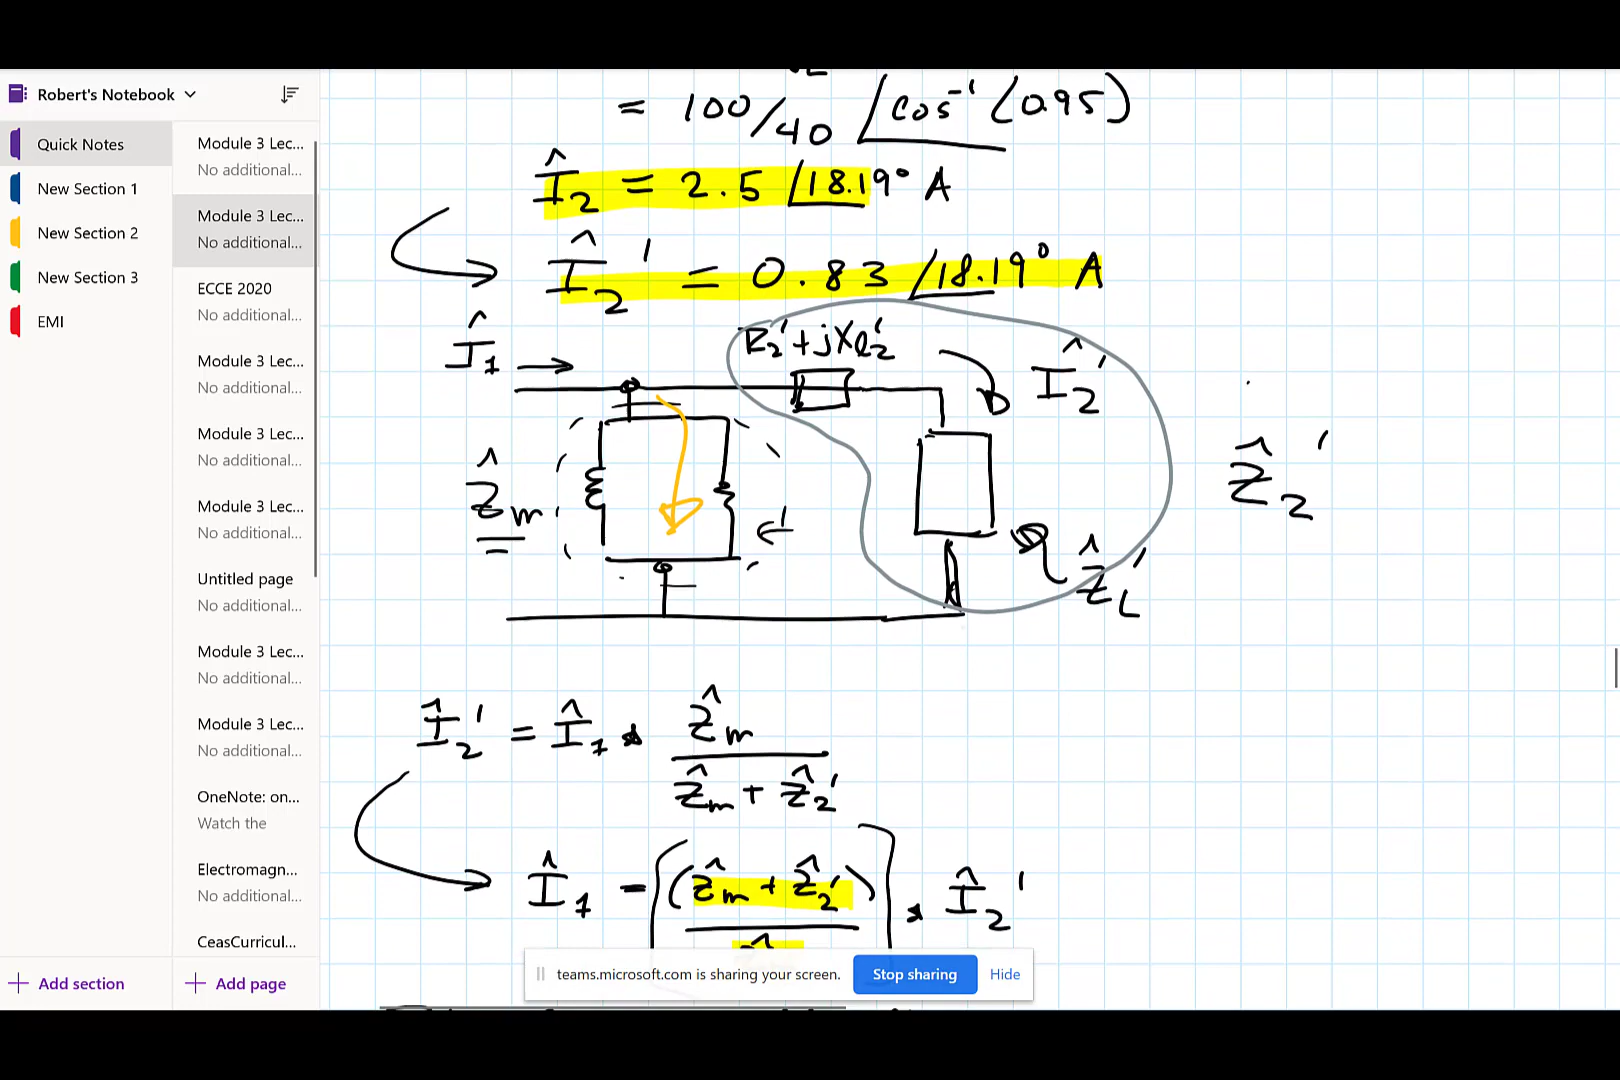 Robert's Notebook
Quick Notes
New Section 1
New Section 2
New Section 3
EMI
Module 3 Lec...
No additional...
Module 3 Lec...
No additional...
ECCE 2020
No additional...
Module 3 Lec...
No additional...
Module 3 Lec...
No additional...
Module 3 Lec...
No additional...
Untitled page
No additional...
Module 3 Lec...
No additional...
Module 3 Lec...
No additional...
OneNote: on...
Watch the
Electromagn...
No additional...
CeasCurricul...
Add section
Add page
= 100/40 ∠cos⁻¹(0.95)
Î₂ = 2.5 ∠18.19° A
Î₂' = 0.83 ∠18.19° A
Î₁ →
R₂' + jXℓ₂'
Î₂'
Ẑm
Ẑ₂'
Ẑ_L'
Î₂' = Î₁ * Ẑm
Ẑm + Ẑ₂'
Î₁ = [(Ẑm + Ẑ₂')] * Î₂'
teams.microsoft.com is sharing your screen.
Stop sharing
Hide